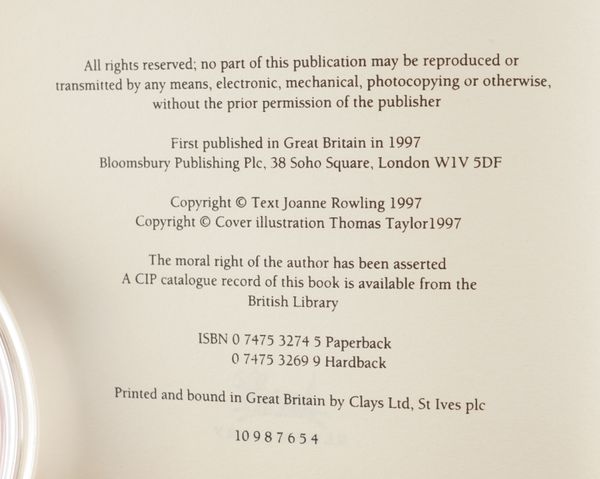 All rights reserved; no part of this publication may be reproduced or
transmitted by any means, electronic, mechanical, photocopying or otherwise,
without the prior permission of the publisher
First published in Great Britain in 1997
Bloomsbury Publishing Plc, 38 Soho Square, London W1V 5DF
Copyright © Text Joanne Rowling 1997
Copyright © Cover illustration Thomas Taylor1997
The moral right of the author has been asserted
A CIP catalogue record of this book is available from the
British Library
ISBN 0 7475 3274 5 Paperback
0 7475 3269 9 Hardback
Printed and bound in Great Britain by Clays Ltd, St Ives plc
10 9 8 7 6 5 4